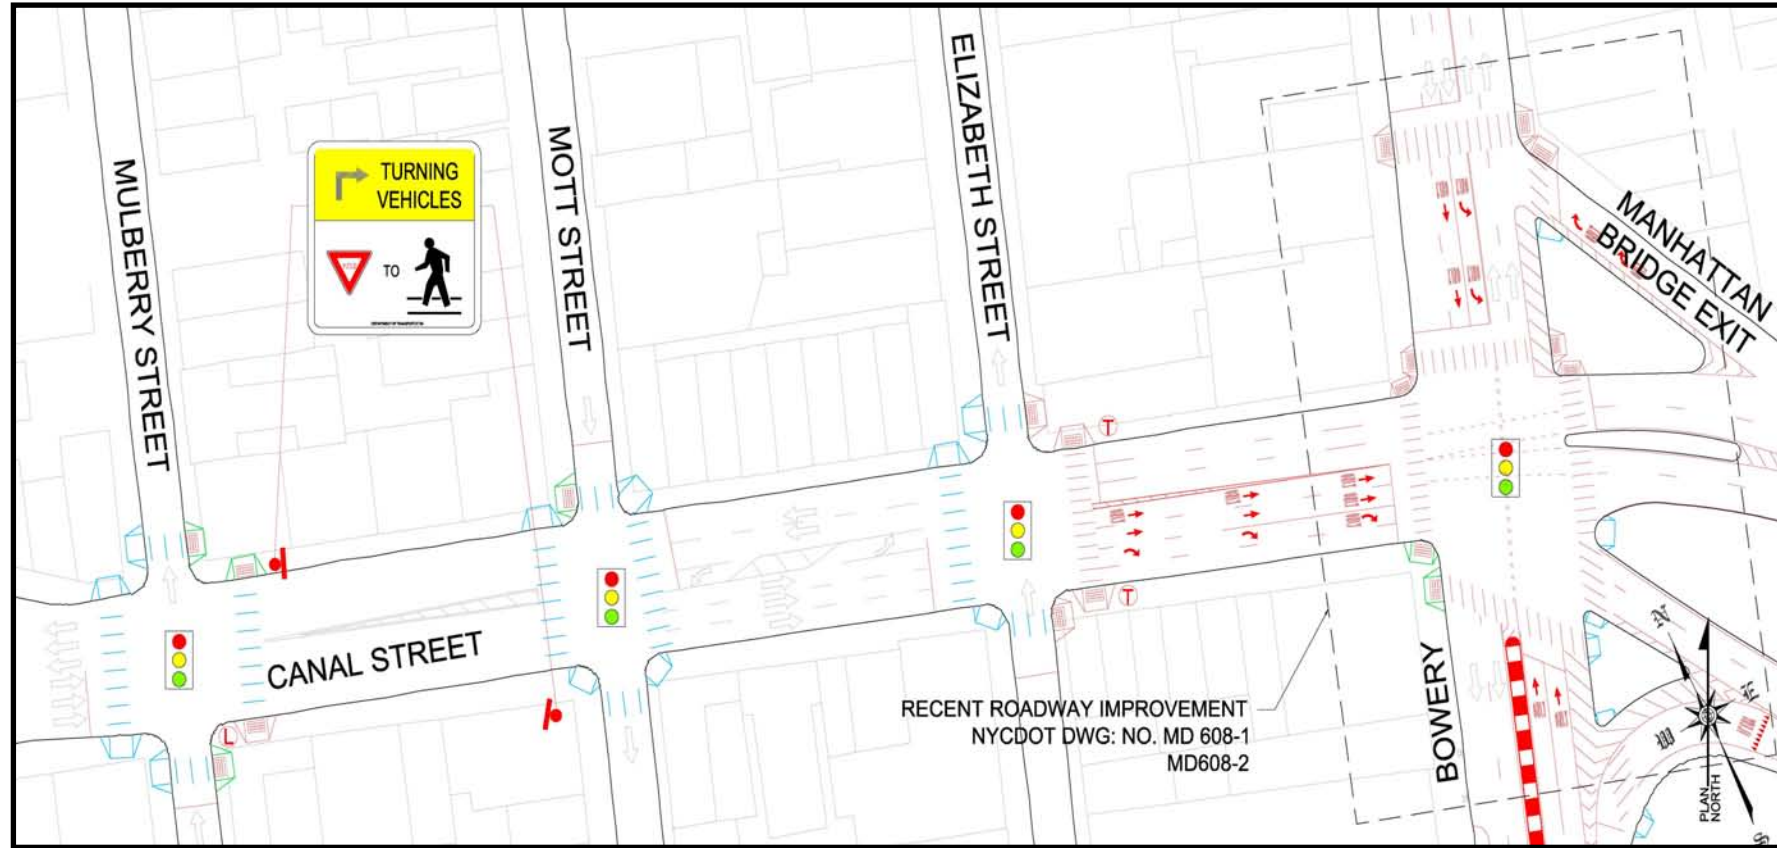 MULBERRY STREET
TURNING
VEHICLES
TO
MOTT STREET
ELIZABETH STREET
MANHATTAN
BRIDGE EXIT
T
CANAL STREET
T
L
RECENT ROADWAY IMPROVEMENT
NYCDOT DWG: NO. MD 608-1
MD608-2
BOWERY
N
E
W
S
PLAN
NORTH